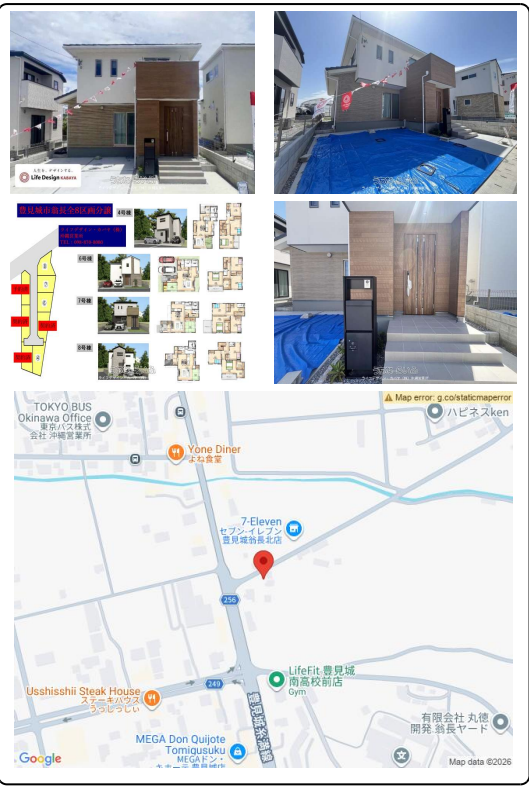 人生を、デザインする。
Life Design KABAYA
豊見城市翁長全8区画分譲
4号棟
6号棟
7号棟
8号棟
Map error: g.co/staticmaperror
TOKYO BUS
Okinawa Office
東京バス株式
会社 沖縄営業所
ハピネスken
Yone Diner
よね食堂
7-Eleven
セブン-イレブン
豊見城翁長北店
256
LifeFit 豊見城
南高校前店
Gym
249
Usshisshii Steak House
ステーキハウス
うっしっしい
豊見城糸満線
有限会社 丸徳
開発 翁長ヤード
MEGA Don Quijote
Tomigusuku
MEGAドン・
キホーテ 豊見城店
Google
Map data ©2026